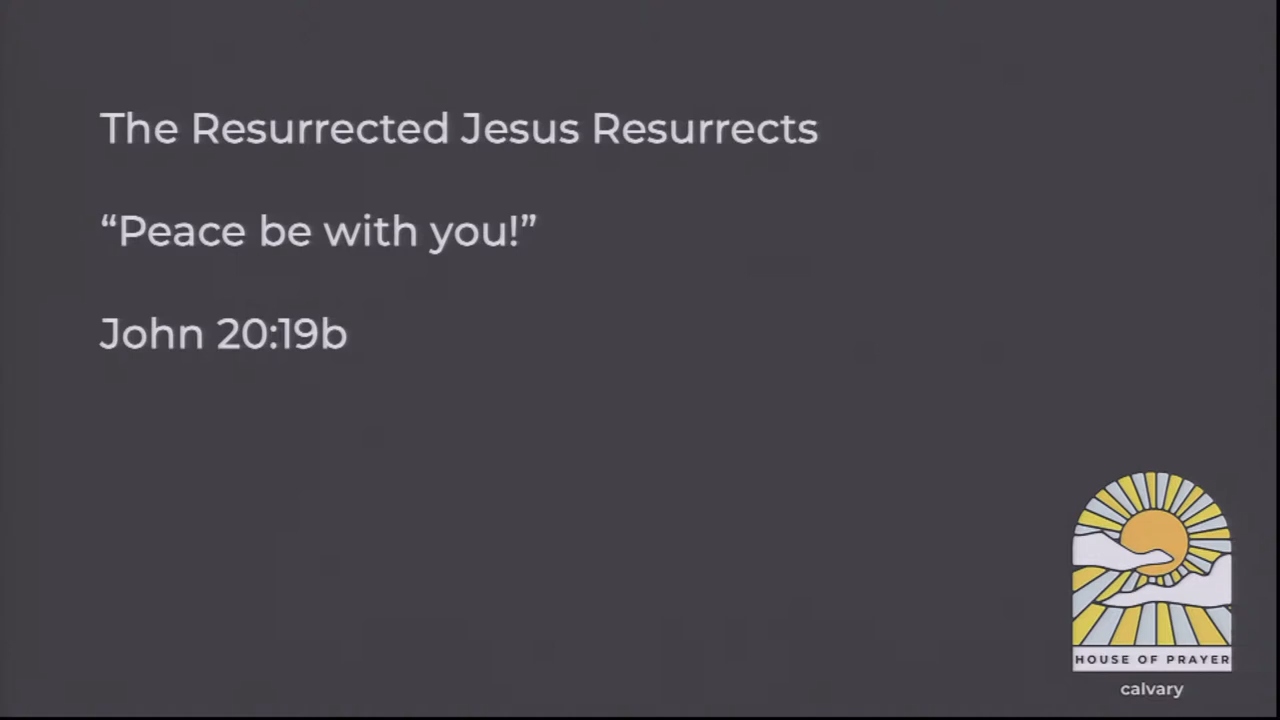 The Resurrected Jesus Resurrects
“Peace be with you!”
John 20:19b
HOUSE OF PRAYER
calvary